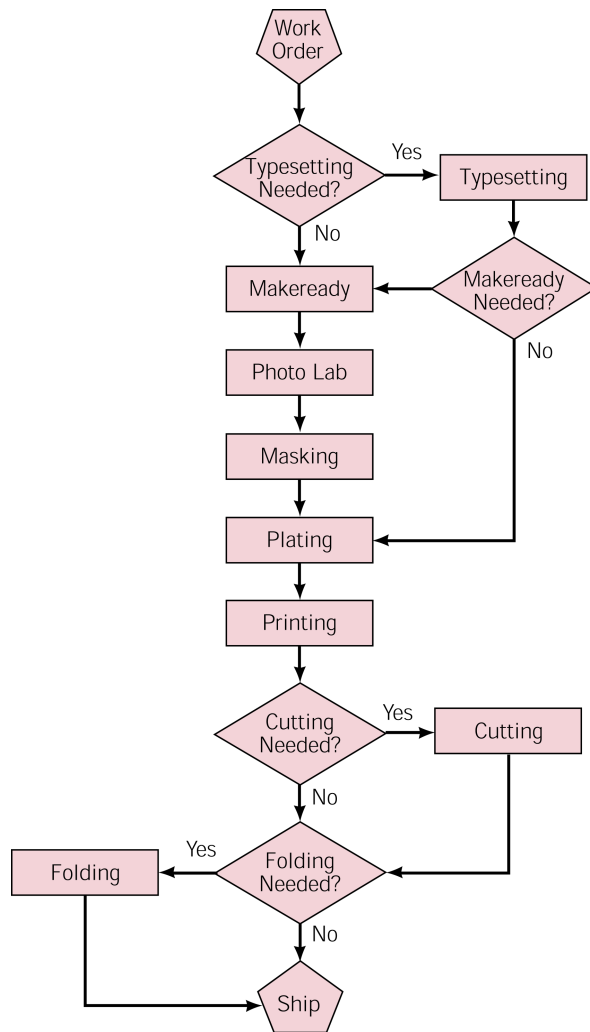 Work
Order
Typesetting
Needed?
Yes
Typesetting
No
Makeready
Makeready
Needed?
No
Photo Lab
Masking
Plating
Printing
Cutting
Needed?
Yes
Cutting
No
Folding
Needed?
Yes
Folding
No
Ship